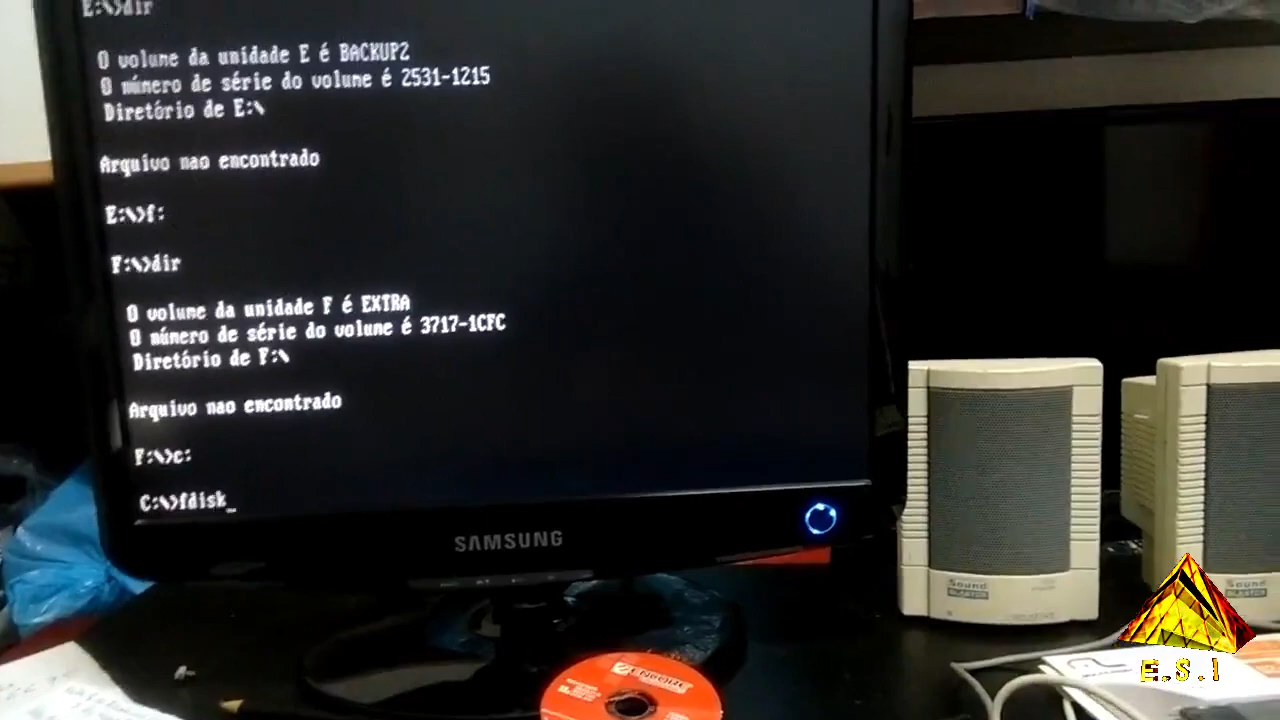 E:\>dir
O volume da unidade E é BACKUP2
O número de série do volume é 2531-1215
Diretório de E:\
Arquivo nao encontrado
E:\>f:
F:\>dir
O volume da unidade F é EXTRA
O número de série do volume é 3717-1CFC
Diretório de F:\
Arquivo nao encontrado
F:\>c:
C:\>fdisk_
SAMSUNG
Sound
BLASTER
Sound
BLASTER
E.S.I